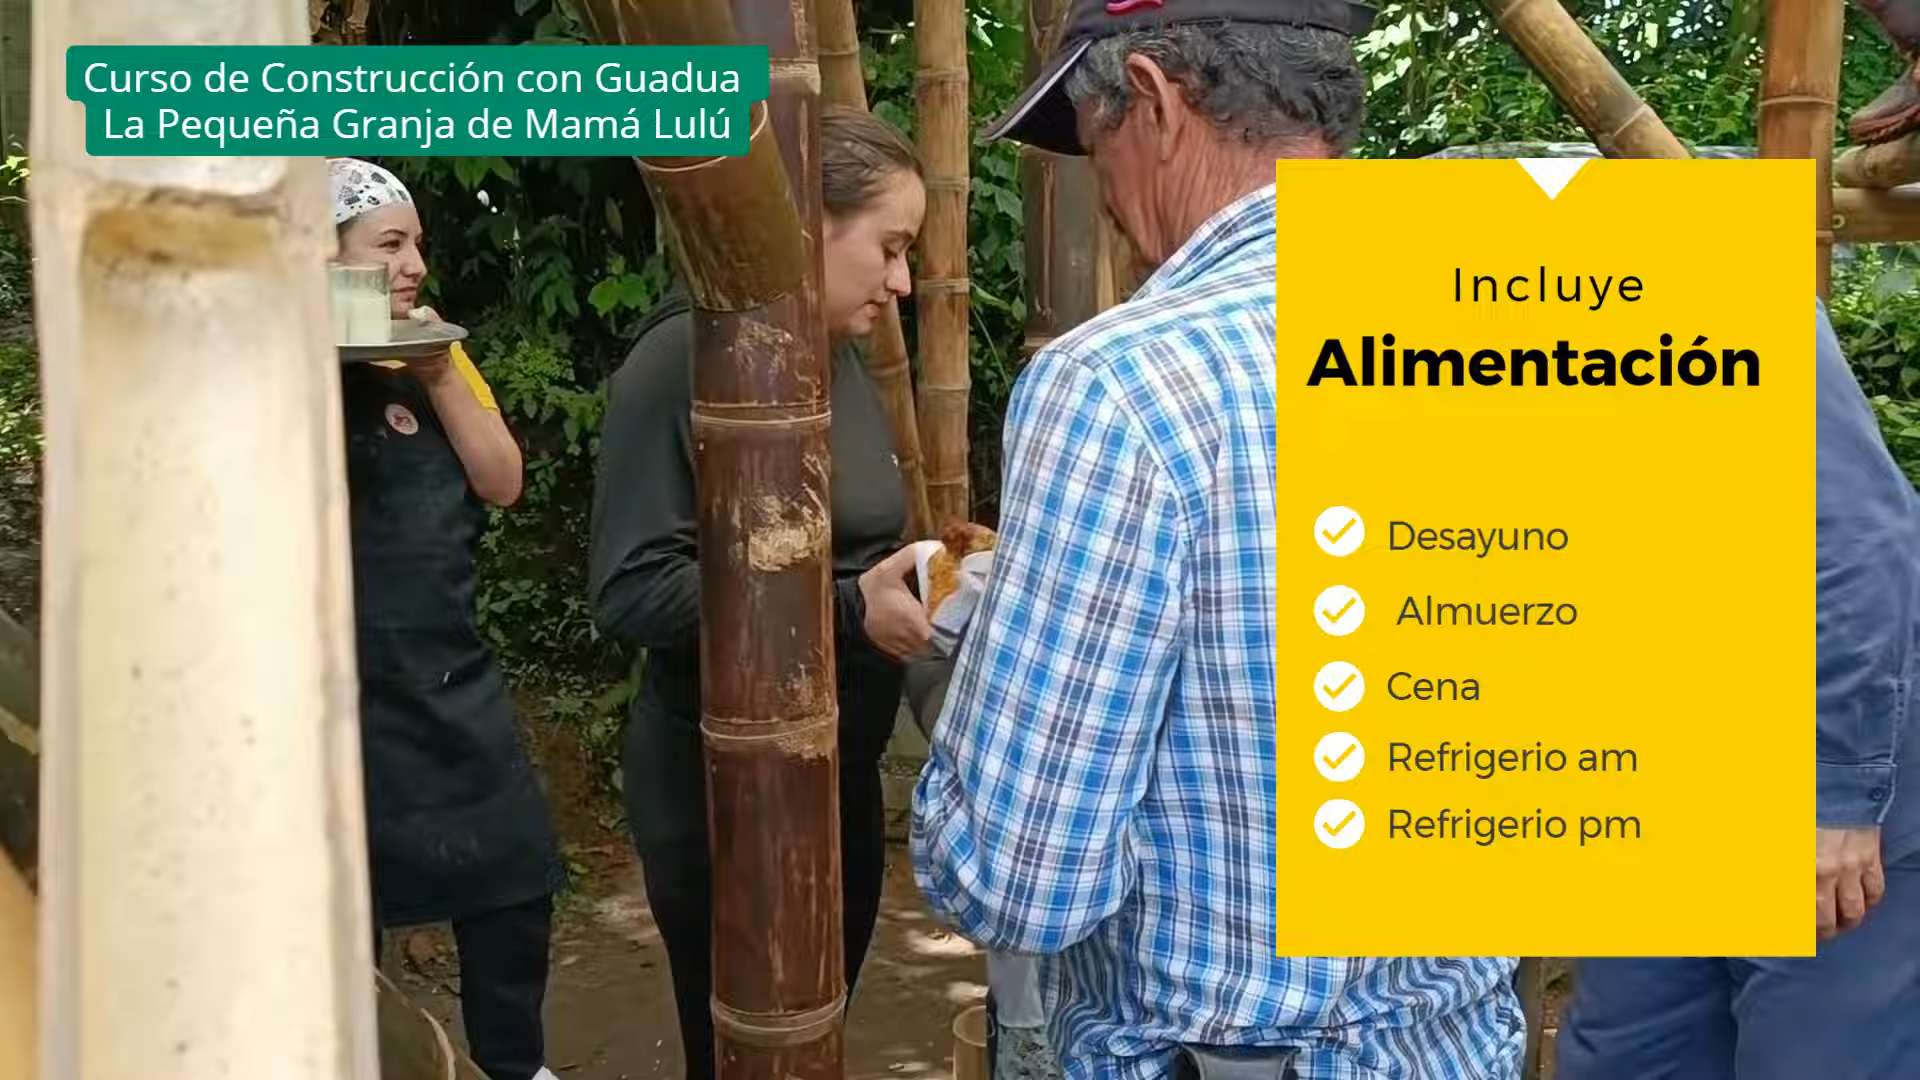 Curso de Construcción con Guadua
La Pequeña Granja de Mamá Lulú
Incluye
Alimentación
Desayuno
Almuerzo
Cena
Refrigerio am
Refrigerio pm